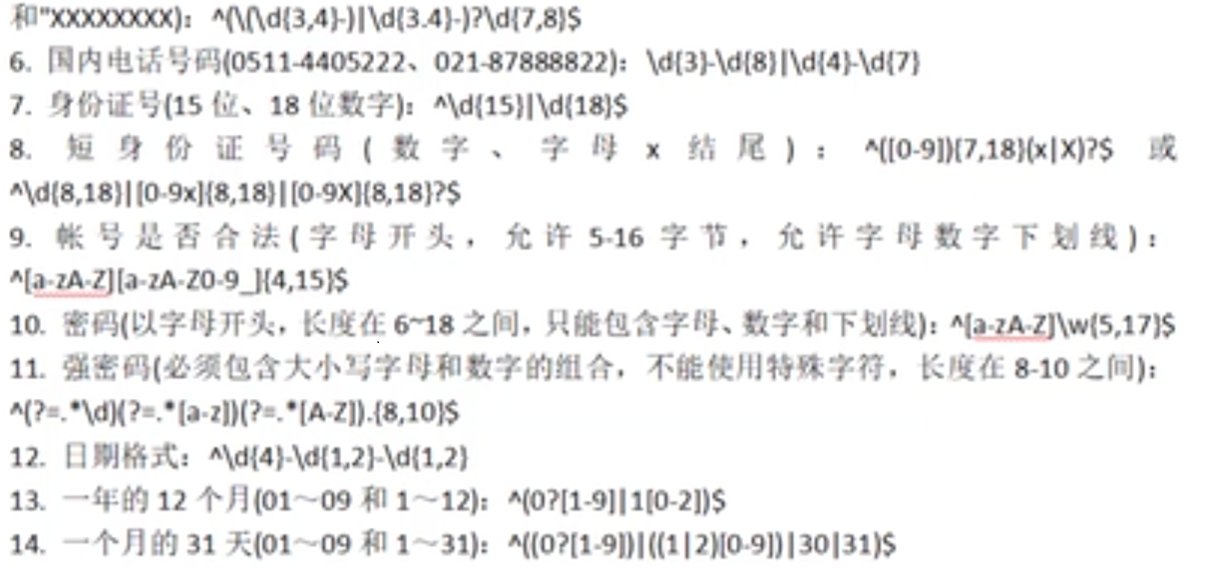 和"XXXXXXXX)：^(\(\d{3,4}-)|\d{3.4}-)?\d{7,8}$
6. 国内电话号码(0511-4405222、021-87888822)：\d{3}-\d{8}|\d{4}-\d{7}
7. 身份证号(15 位、18 位数字)：^\d{15}|\d{18}$
8. 短身份证号码(数字、字母 x 结尾)：^([0-9]){7,18}(x|X)?$ 或
^\d{8,18}|[0-9x]{8,18}|[0-9X]{8,18}?$
9. 帐号是否合法(字母开头，允许 5-16 字节，允许字母数字下划线)：
^[a-zA-Z][a-zA-Z0-9_]{4,15}$
10. 密码(以字母开头，长度在 6~18 之间，只能包含字母、数字和下划线)：^[a-zA-Z]\w{5,17}$
11. 强密码(必须包含大小写字母和数字的组合，不能使用特殊字符，长度在 8-10 之间)：
^(?=.*\d)(?=.*[a-z])(?=.*[A-Z]).{8,10}$
12. 日期格式：^\d{4}-\d{1,2}-\d{1,2}
13. 一年的 12 个月(01～09 和 1～12)：^(0?[1-9]|1[0-2])$
14. 一个月的 31 天(01～09 和 1～31)：^((0?[1-9])|((1|2)[0-9])|30|31)$